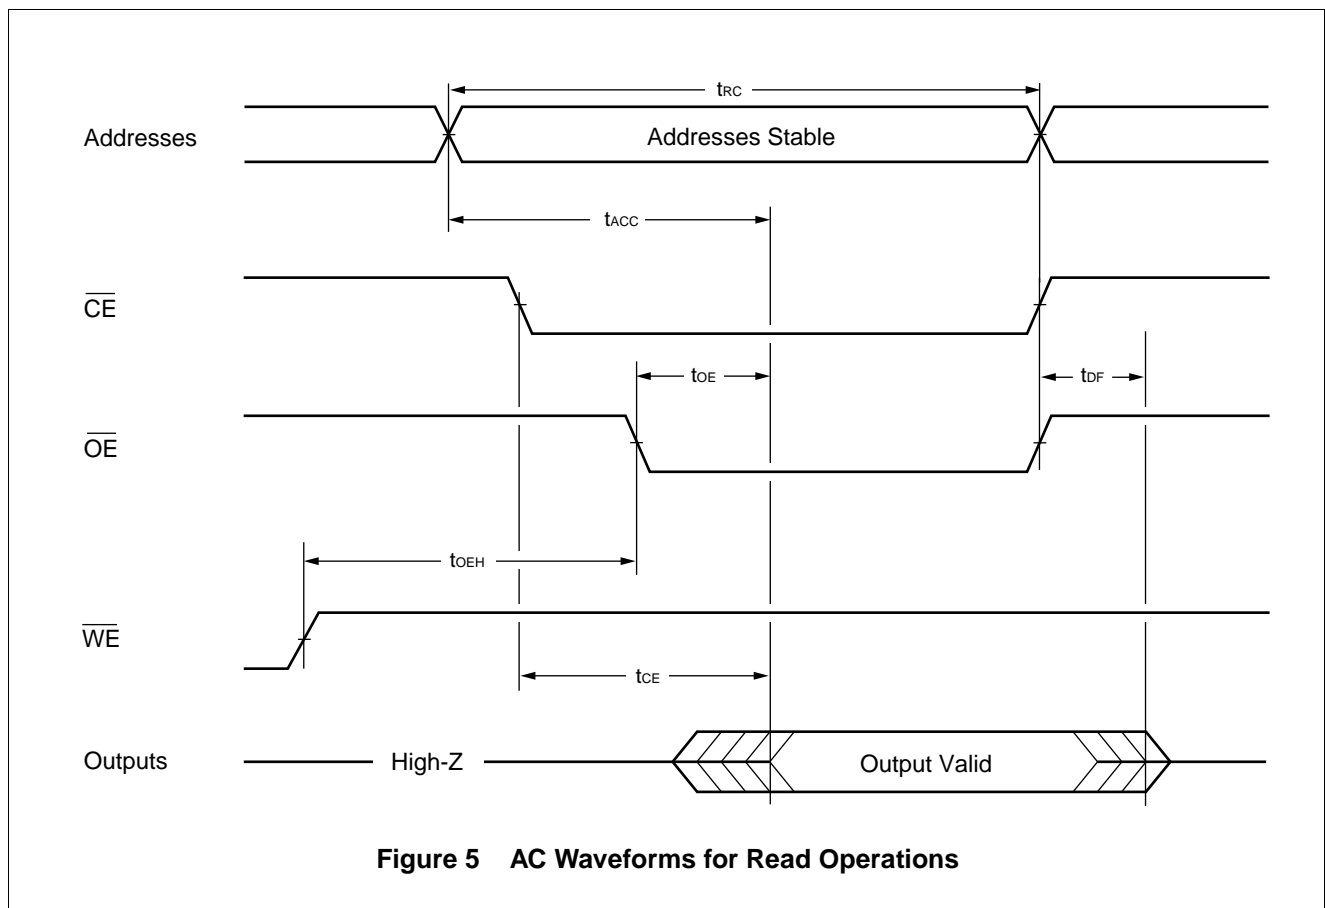 tRC
Addresses
Addresses Stable
tACC
CE
tOE
tDF
OE
tOEH
WE
tCE
Outputs
High-Z
Output Valid
Figure 5 AC Waveforms for Read Operations